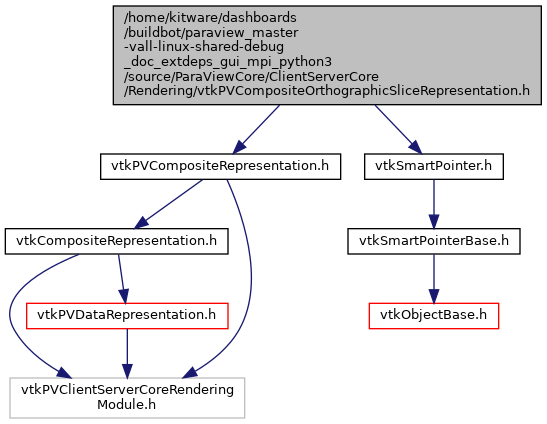 /home/kitware/dashboards
/buildbot/paraview_master
-vall-linux-shared-debug
_doc_extdeps_gui_mpi_python3
/source/ParaViewCore/ClientServerCore
/Rendering/vtkPVCompositeOrthographicSliceRepresentation.h
vtkPVCompositeRepresentation.h
vtkSmartPointer.h
vtkCompositeRepresentation.h
vtkSmartPointerBase.h
vtkPVDataRepresentation.h
vtkObjectBase.h
vtkPVClientServerCoreRendering
Module.h